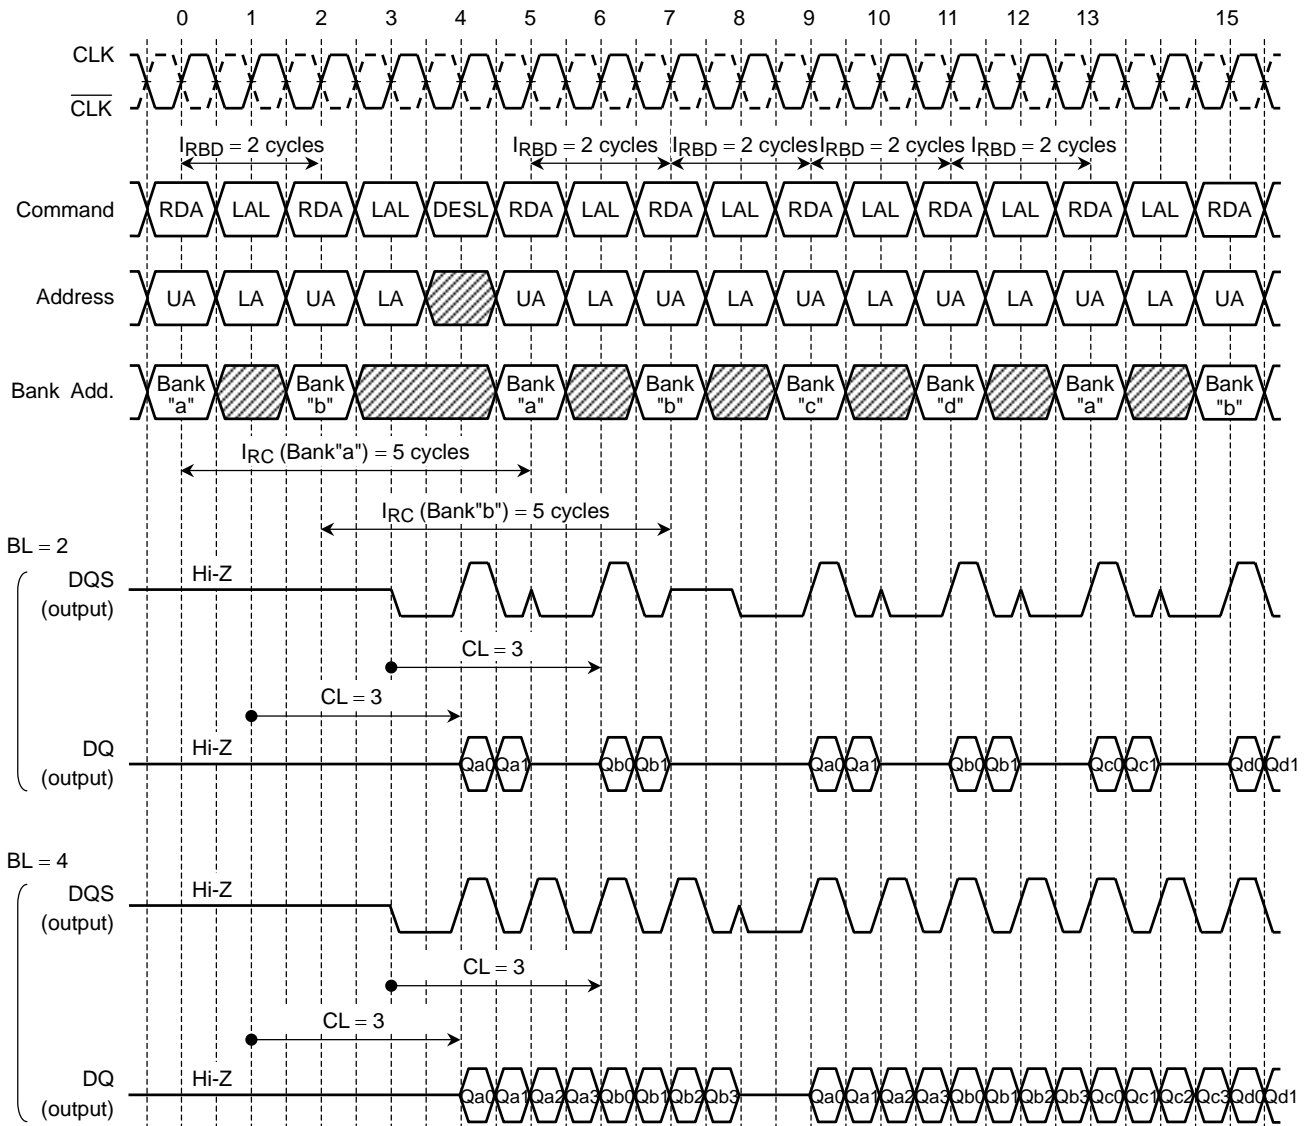 0 1 2 3 4 5 6 7 8 9 10 11 12 13 15
CLK
CLK
IRBD = 2 cycles IRBD = 2 cycles IRBD = 2 cycles IRBD = 2 cycles IRBD = 2 cycles
Command RDA LAL RDA LAL DESL RDA LAL RDA LAL RDA LAL RDA LAL RDA LAL RDA
Address UA LA UA LA UA LA UA LA UA LA UA LA UA LA UA
Bank Add. Bank "a" Bank "b" Bank "a" Bank "b" Bank "c" Bank "d" Bank "a" Bank "b"
IRC (Bank"a") = 5 cycles
IRC (Bank"b") = 5 cycles
BL = 2
DQS (output) Hi-Z
CL = 3
CL = 3
DQ (output) Hi-Z Qa0 Qa1 Qb0 Qb1 Qa0 Qa1 Qb0 Qb1 Qc0 Qc1 Qd0 Qd1
BL = 4
DQS (output) Hi-Z
CL = 3
CL = 3
DQ (output) Hi-Z Qa0 Qa1 Qa2 Qa3 Qb0 Qb1 Qb2 Qb3 Qa0 Qa1 Qa2 Qa3 Qb0 Qb1 Qb2 Qb3 Qc0 Qc1 Qc2 Qc3 Qd0 Qd1